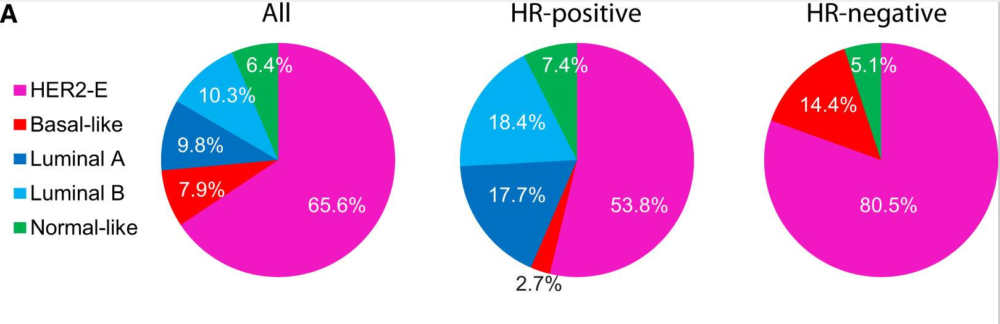 A
All
HR-positive
HR-negative
HER2-E
Basal-like
Luminal A
Luminal B
Normal-like
6.4%
10.3%
9.8%
7.9%
65.6%
7.4%
18.4%
17.7%
53.8%
2.7%
5.1%
14.4%
80.5%